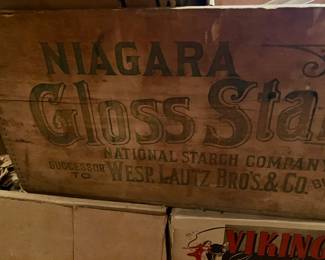 NIAGARA
Gloss Sta
NATIONAL STARCH COMPANY
SUCCESSOR TO WESP. LAUTZ BRO'S. & CO. B
VIKING